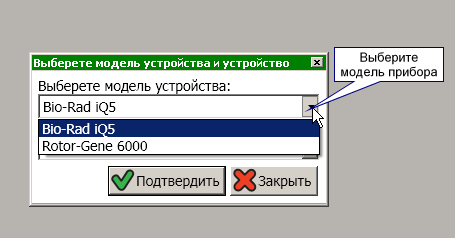 Выберете модель устройства и устройство
Выберите
модель прибора
Выберете модель устройства:
Bio-Rad iQ5
Bio-Rad iQ5
Rotor-Gene 6000
Подтвердить
Закрыть